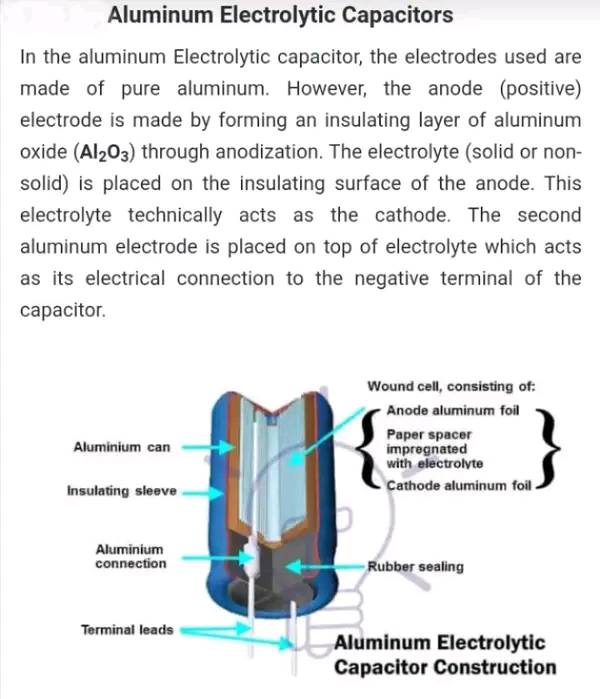 Aluminum Electrolytic Capacitors
In the aluminum Electrolytic capacitor, the electrodes used are
made of pure aluminum. However, the anode (positive)
electrode is made by forming an insulating layer of aluminum
oxide (Al₂O₃) through anodization. The electrolyte (solid or non-
solid) is placed on the insulating surface of the anode. This
electrolyte technically acts as the cathode. The second
aluminum electrode is placed on top of electrolyte which acts
as its electrical connection to the negative terminal of the
capacitor.
Wound cell, consisting of:
Anode aluminum foil
Paper spacer
impregnated
with electrolyte
Cathode aluminum foil
Aluminium can
Insulating sleeve
Aluminium
connection
Rubber sealing
Terminal leads
Aluminum Electrolytic
Capacitor Construction